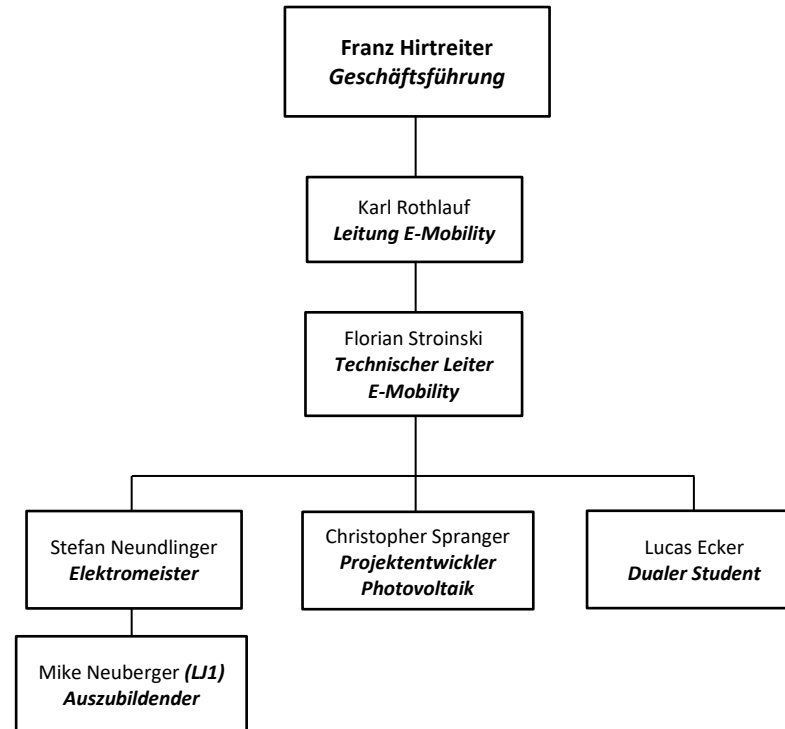 Franz Hirtreiter
Geschäftsführung
Karl Rothlauf
Leitung E-Mobility
Florian Stroinski
Technischer Leiter
E-Mobility
Stefan Neundlinger
Elektromeister
Christopher Spranger
Projektentwickler
Photovoltaik
Lucas Ecker
Dualer Student
Mike Neuberger (LJ1)
Auszubildender